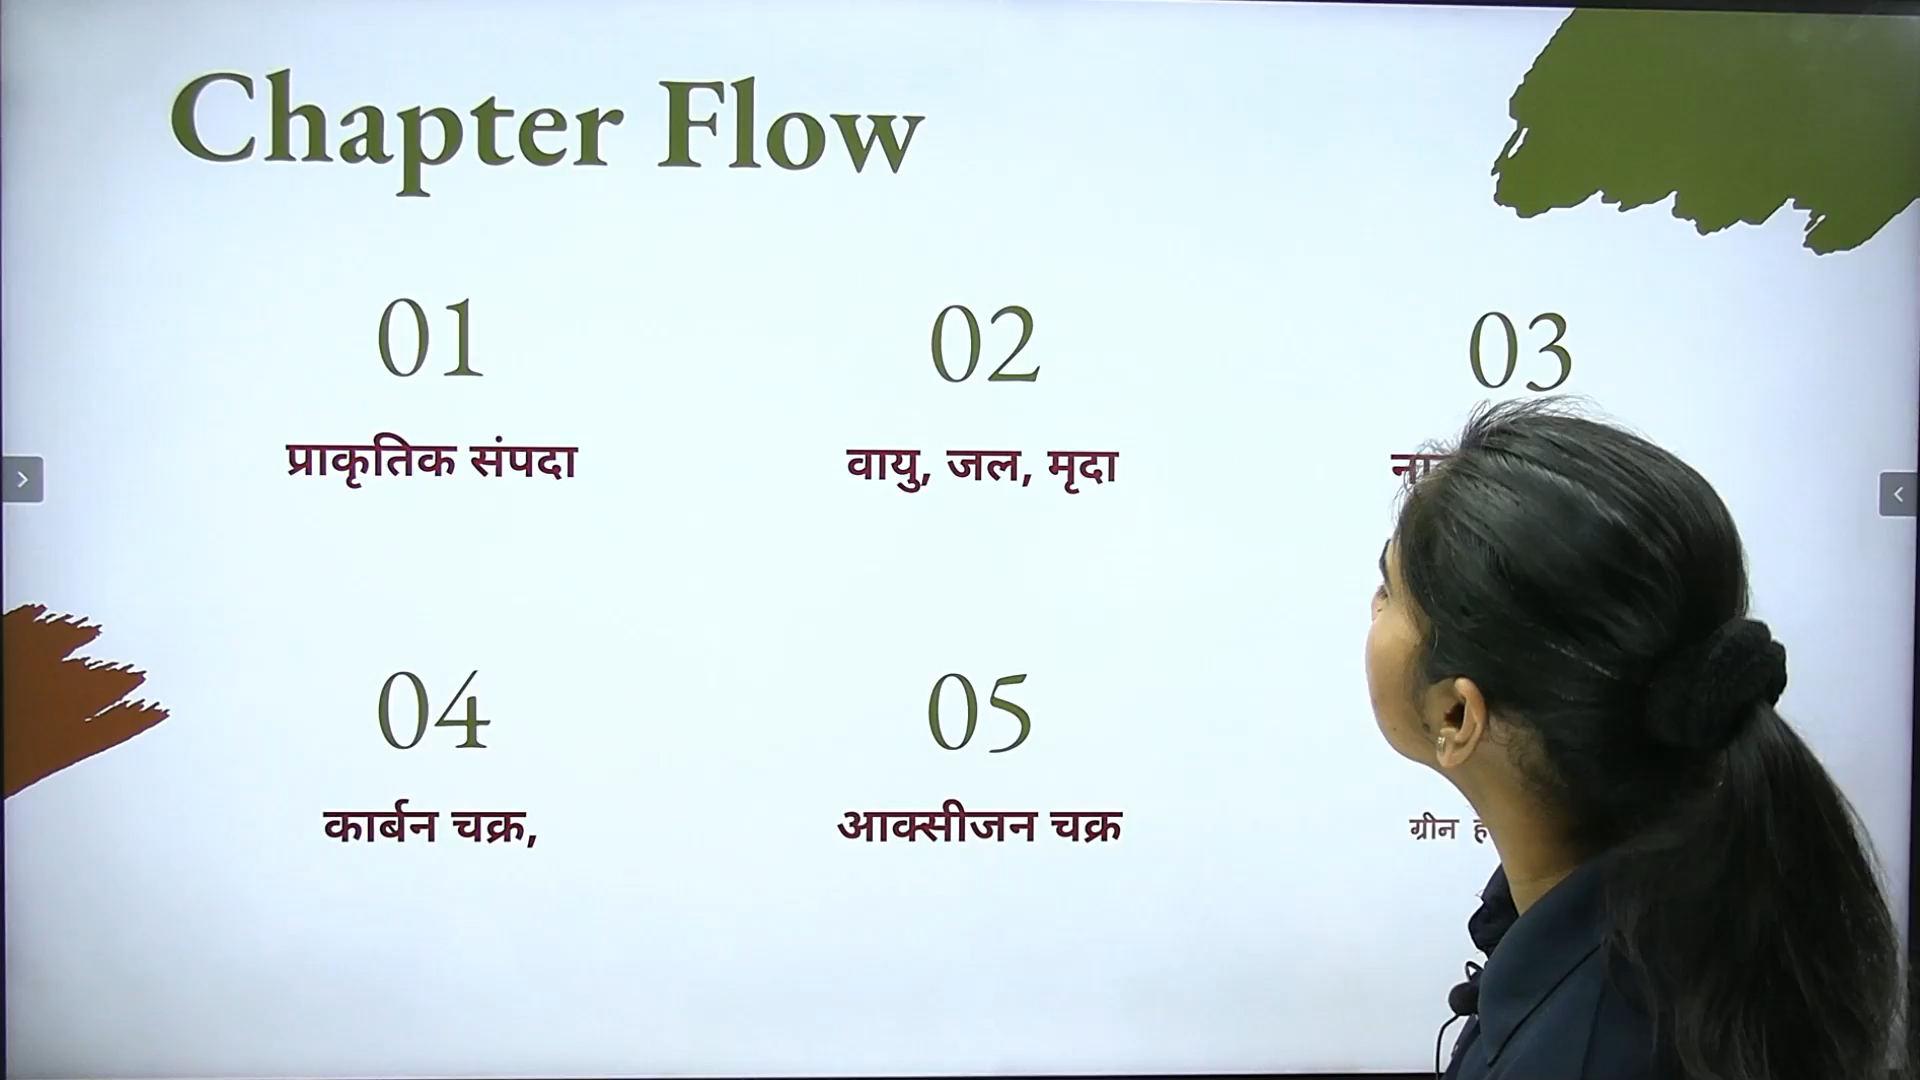 Chapter Flow
01
02
03
प्राकृतिक संपदा
वायु, जल, मृदा
04
05
कार्बन चक्र,
आक्सीजन चक्र
ग्रीन